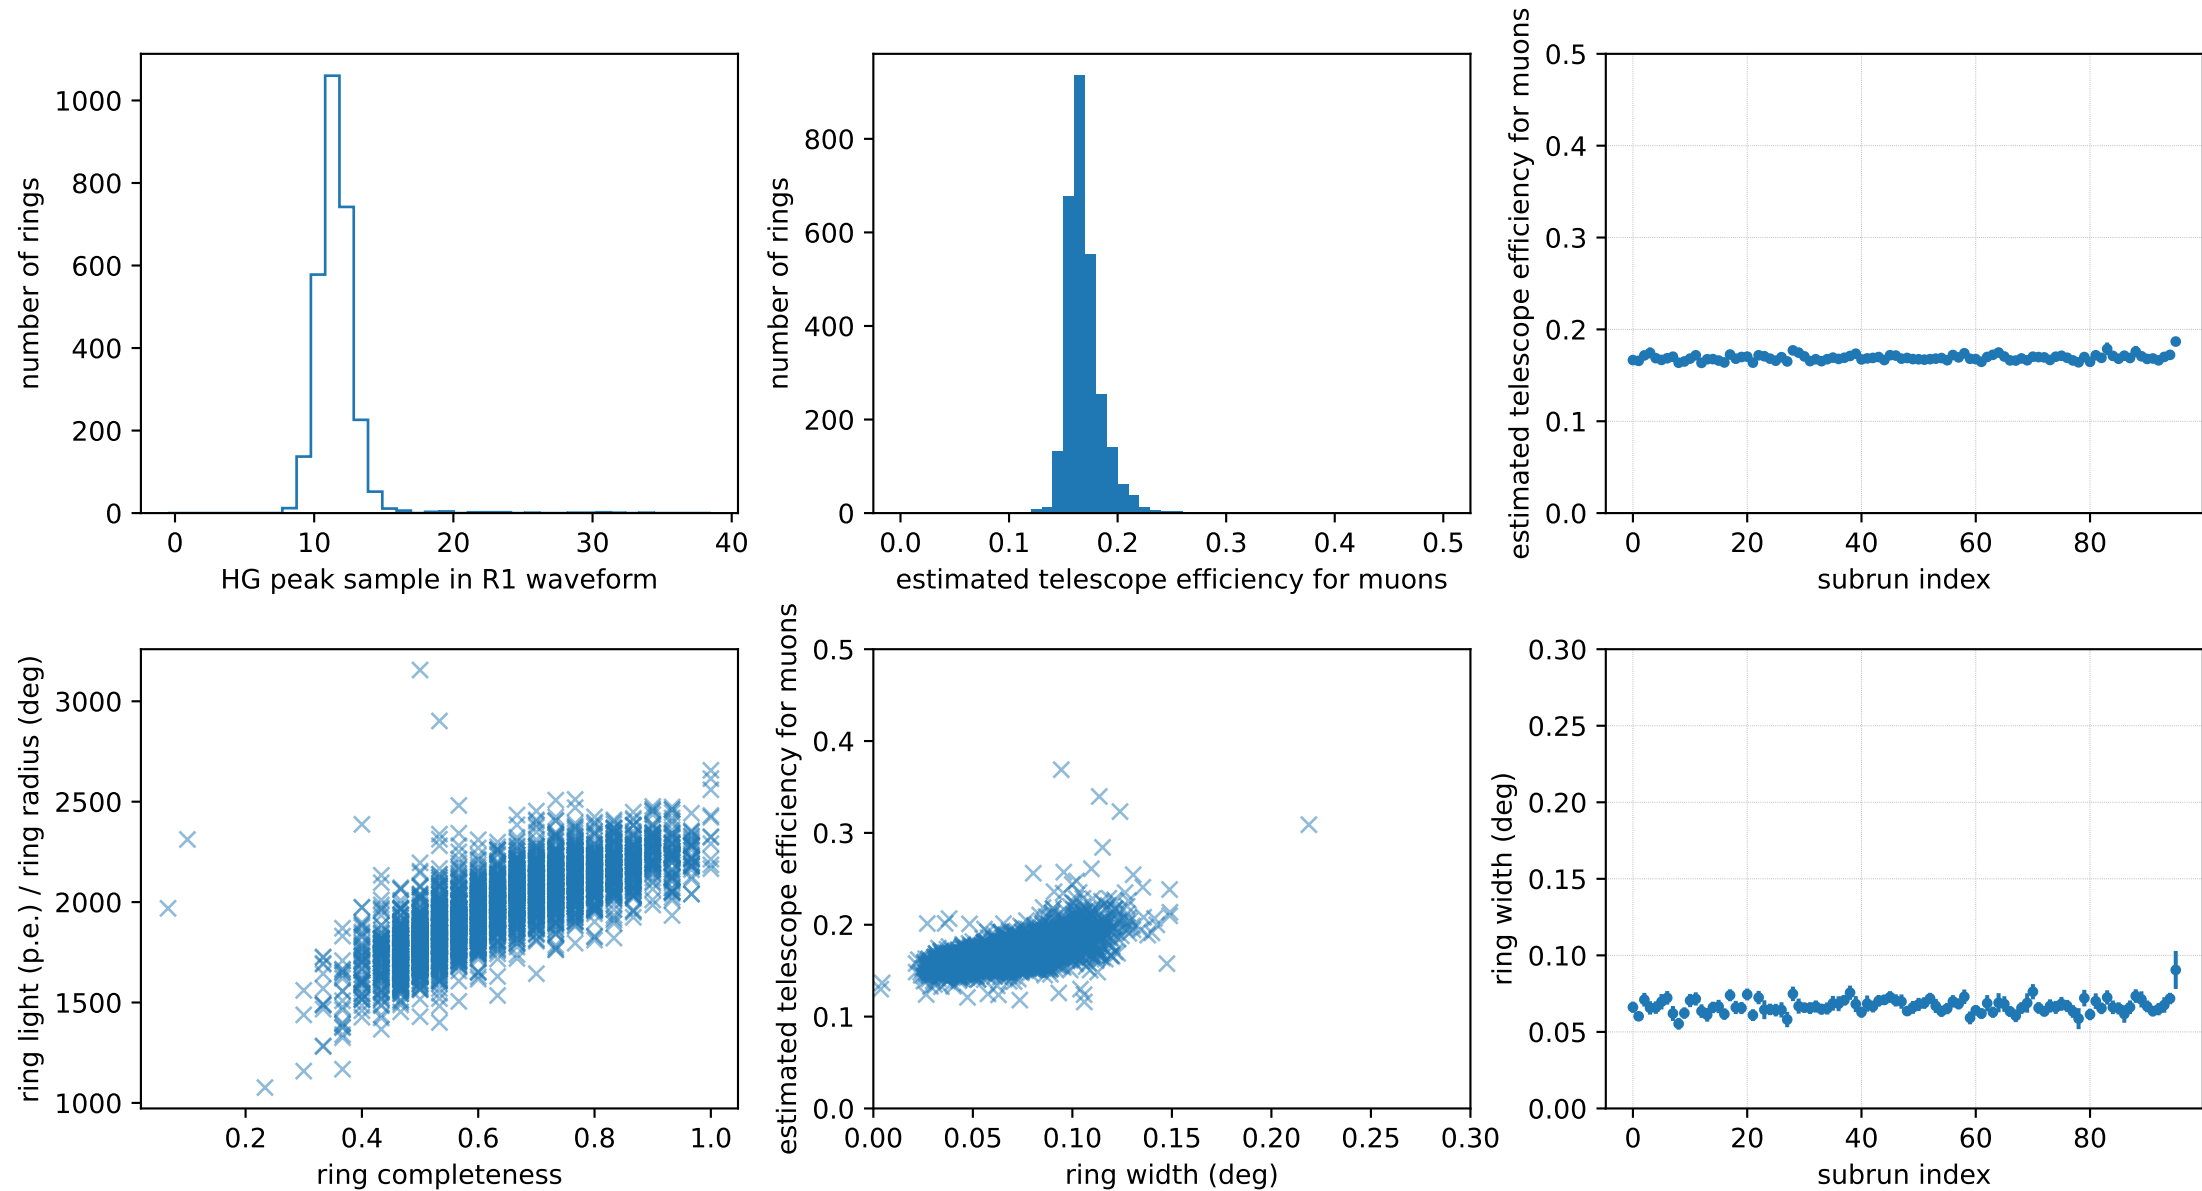 number of rings
1000
800
600
400
200
0
0 10 20 30 40
HG peak sample in R1 waveform
number of rings
800
600
400
200
0
0.0 0.1 0.2 0.3 0.4 0.5
estimated telescope efficiency for muons
estimated telescope efficiency for muons
0.5
0.4
0.3
0.2
0.1
0.0
0 20 40 60 80
subrun index
ring light (p.e.) / ring radius (deg)
3000
2500
2000
1500
1000
0.2 0.4 0.6 0.8 1.0
ring completeness
estimated telescope efficiency for muons
0.5
0.4
0.3
0.2
0.1
0.0
0.00 0.05 0.10 0.15 0.20 0.25 0.30
ring width (deg)
ring width (deg)
0.30
0.25
0.20
0.15
0.10
0.05
0.00
0 20 40 60 80
subrun index